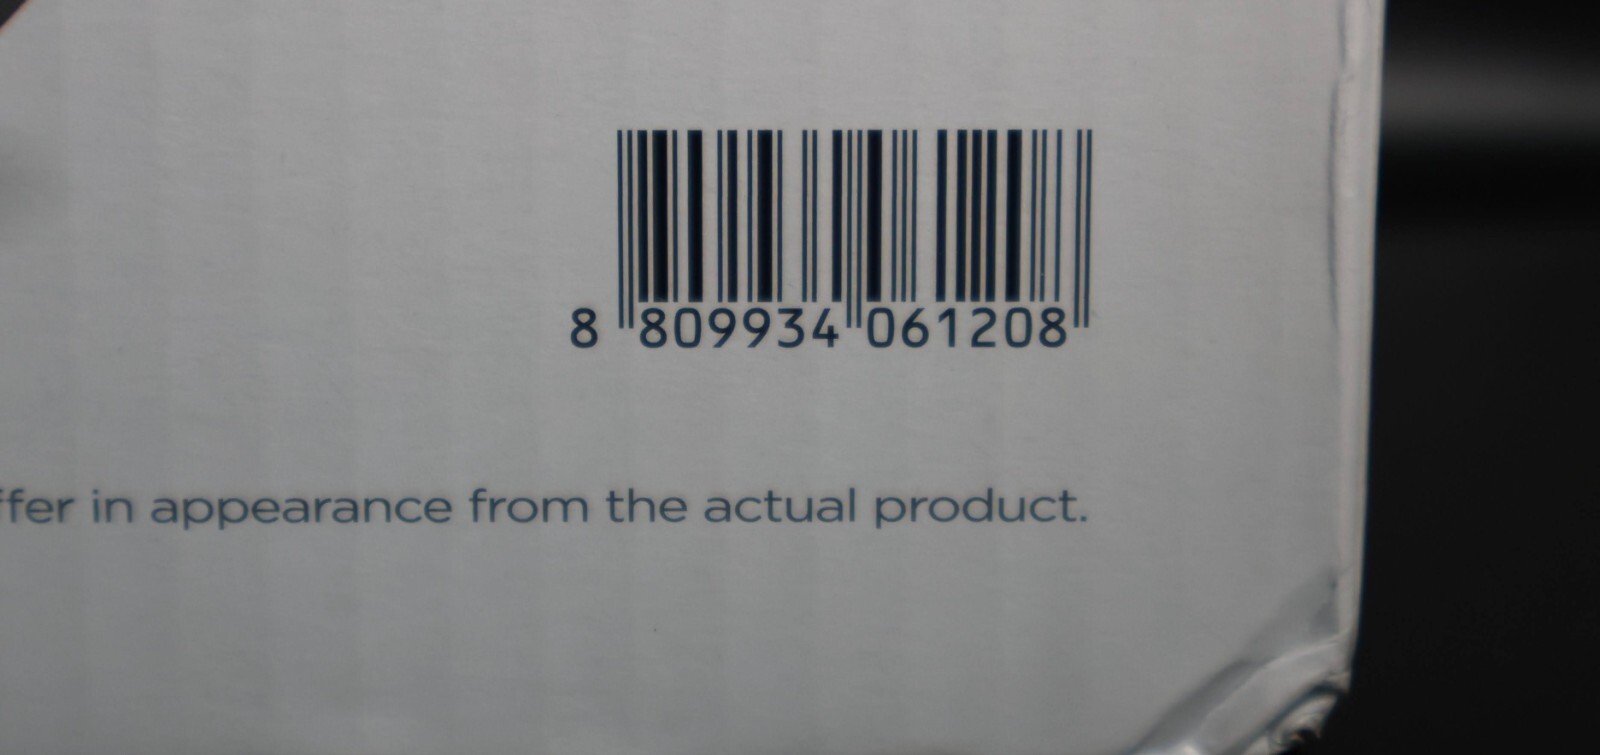 8 809934 061208
ffer in appearance from the actual product.